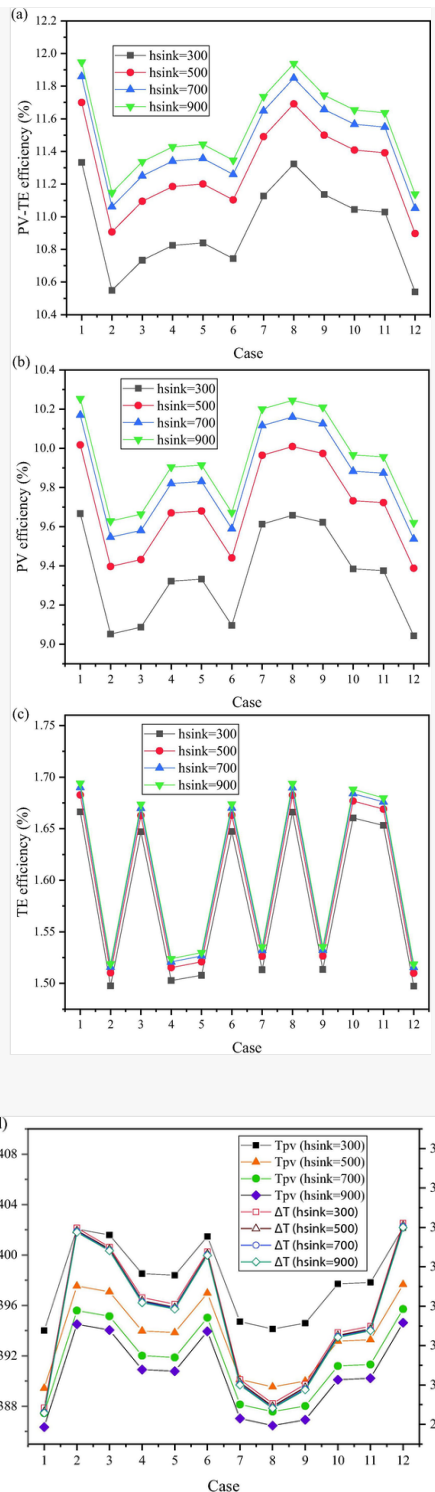 (a)
12.2
12.0
11.8
11.6
11.4
11.2
11.0
10.8
10.6
10.4
PV-TE efficiency (%)
hsink=300
hsink=500
hsink=700
hsink=900
1 2 3 4 5 6 7 8 9 10 11 12
Case
(b)
10.4
10.2
10.0
9.8
9.6
9.4
9.2
9.0
PV efficiency (%)
hsink=300
hsink=500
hsink=700
hsink=900
1 2 3 4 5 6 7 8 9 10 11 12
Case
(c)
1.75
1.70
1.65
1.60
1.55
1.50
TE efficiency (%)
hsink=300
hsink=500
hsink=700
hsink=900
1 2 3 4 5 6 7 8 9 10 11 12
Case
408
404
400
396
392
388
Tpv (hsink=300)
Tpv (hsink=500)
Tpv (hsink=700)
Tpv (hsink=900)
ΔT (hsink=300)
ΔT (hsink=500)
ΔT (hsink=700)
ΔT (hsink=900)
1 2 3 4 5 6 7 8 9 10 11 12
Case